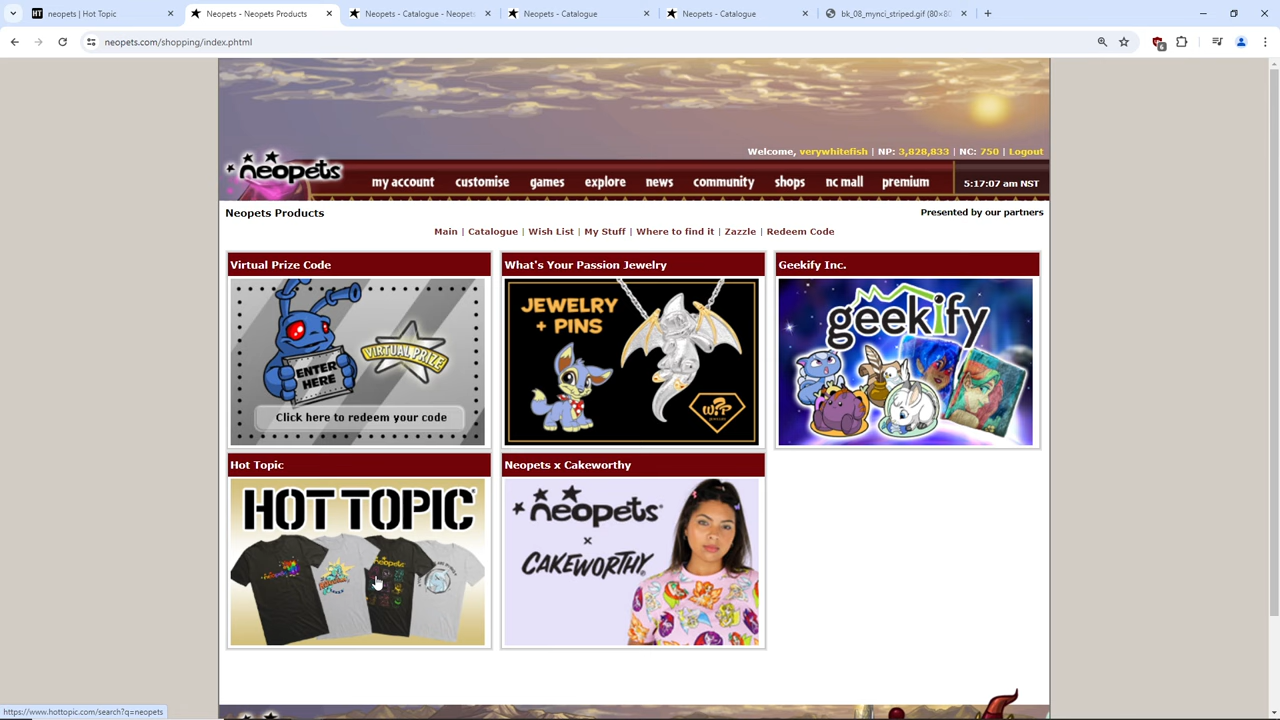 neopets | Hot Topic
Neopets - Neopets Products
Neopets - Catalogue - Neopets
Neopets - Catalogue
Neopets - Catalogue
bk_08_mynci_striped.gif (80×80
neopets.com/shopping/index.phtml
6
Welcome, verywhitefish | NP: 3,828,833 | NC: 750 | Logout
neopets
my account
customise
games
explore
news
community
shops
nc mall
premium
5:17:07 am NST
Neopets Products
Presented by our partners
Main | Catalogue | Wish List | My Stuff | Where to find it | Zazzle | Redeem Code
Virtual Prize Code
What's Your Passion Jewelry
Geekify Inc.
ENTER
HERE
VIRTUAL PRIZE
Click here to redeem your code
JEWELRY
+ PINS
W?P
JEWELRY
geekify
Hot Topic
Neopets x Cakeworthy
HOT TOPIC
neopets
neopets
×
CAKEWORTHY
https://www.hottopic.com/search?q=neopets